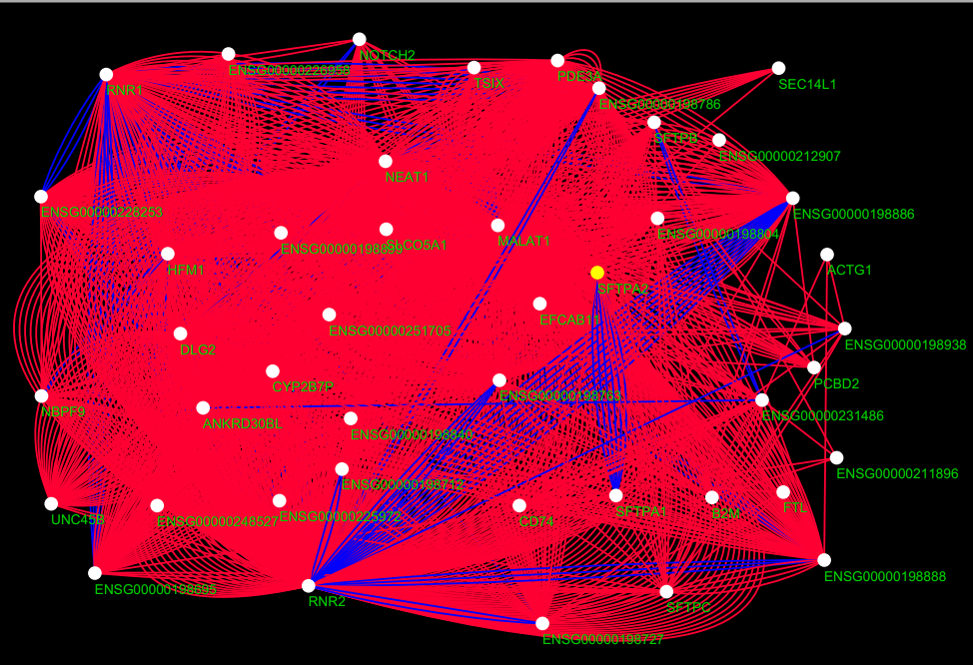 NOTCH2
ENSG00000226958
TSIX
PDE3A
RNR1
SEC14L1
ENSG00000198786
SFTPB
ENSG00000212907
NEAT1
ENSG00000228253
ENSG00000198886
ENSG00000198804
MALAT1
SLCO5A1
ENSG00000198899
HFM1
ACTG1
SFTPA2
EFCAB11
ENSG00000251705
ENSG00000198938
DLG2
CYP2B7P
PCBD2
ENSG00000198763
NBPF9
ENSG00000231486
ANKRD30BL
ENSG00000198840
ENSG00000211896
ENSG00000198712
FTL
SFTPA1
B2M
UNC45B
ENSG00000248527
ENSG00000225972
CD74
ENSG00000198888
ENSG00000198695
RNR2
SFTPC
ENSG00000198727